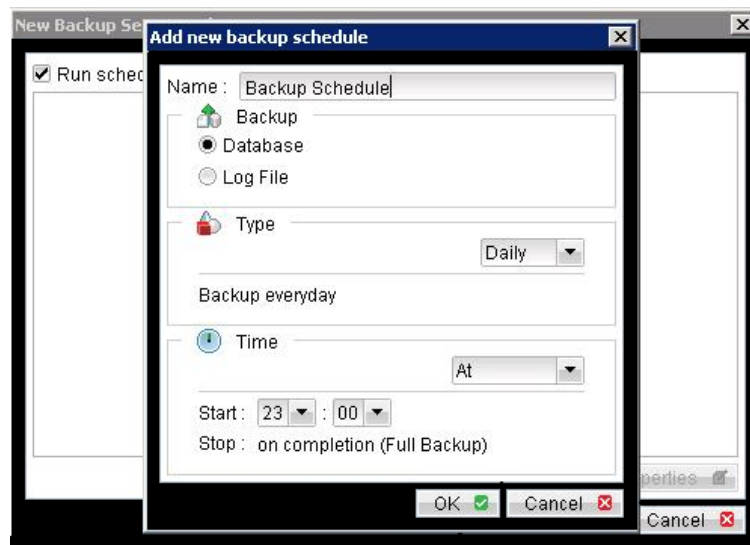 New Backup Se
Add new backup schedule
Run sched
Name : Backup Schedule
Backup
Database
Log File
Type
Daily
Backup everyday
Time
At
Start : 23 : 00
Stop : on completion (Full Backup)
perties
OK Cancel
Cancel